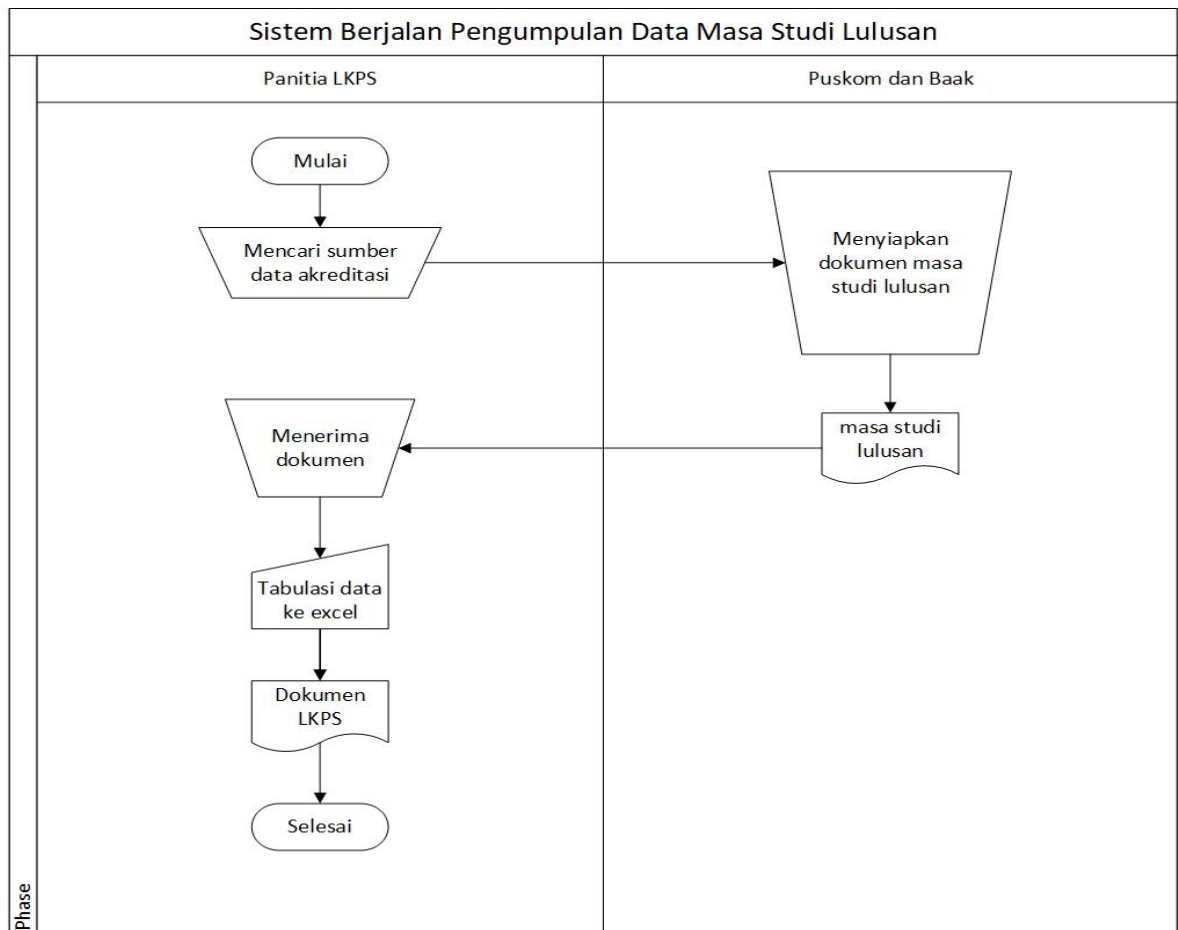 Sistem Berjalan Pengumpulan Data Masa Studi Lulusan
Panitia LKPS
Puskom dan Baak
Mulai
Mencari sumber
data akreditasi
Menyiapkan
dokumen masa
studi lulusan
masa studi
lulusan
Menerima
dokumen
Tabulasi data
ke excel
Dokumen
LKPS
Selesai
Phase